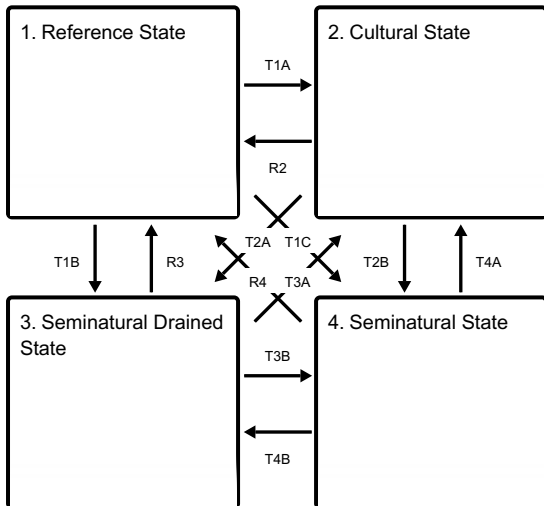 1. Reference State
2. Cultural State
T1A
R2
T2A
T1C
T1B
R3
T2B
T4A
R4
T3A
3. Seminatural Drained
State
4. Seminatural State
T3B
T4B